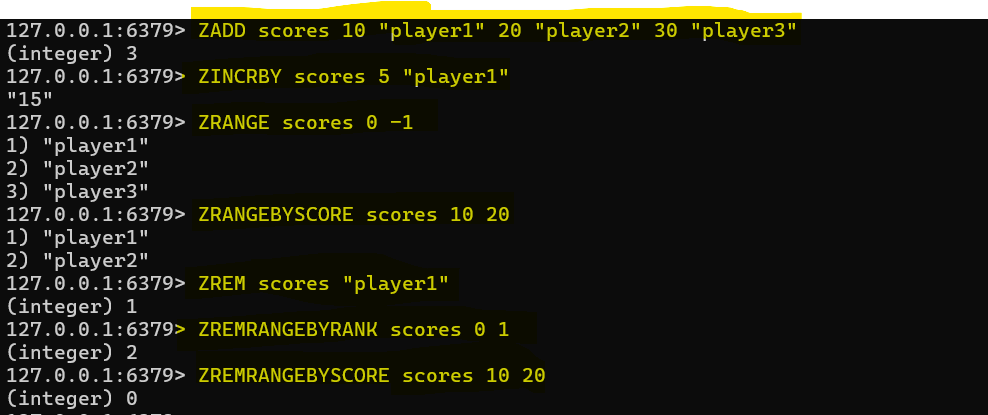 127.0.0.1:6379> ZADD scores 10 "player1" 20 "player2" 30 "player3"
(integer) 3
127.0.0.1:6379> ZINCRBY scores 5 "player1"
"15"
127.0.0.1:6379> ZRANGE scores 0 -1
1) "player1"
2) "player2"
3) "player3"
127.0.0.1:6379> ZRANGEBYSCORE scores 10 20
1) "player1"
2) "player2"
127.0.0.1:6379> ZREM scores "player1"
(integer) 1
127.0.0.1:6379> ZREMRANGEBYRANK scores 0 1
(integer) 2
127.0.0.1:6379> ZREMRANGEBYSCORE scores 10 20
(integer) 0